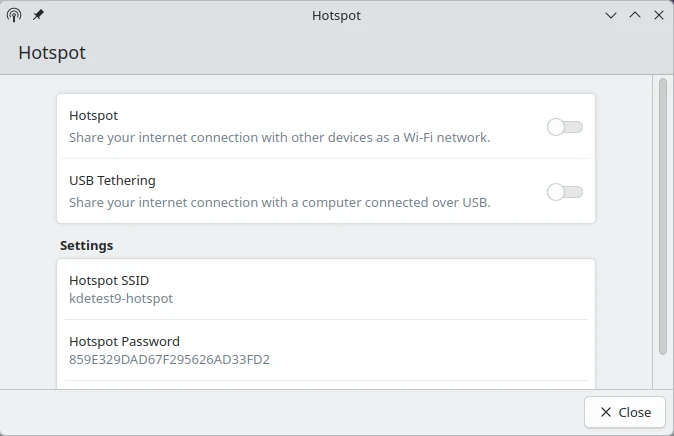 Hotspot
Hotspot
Hotspot
Share your internet connection with other devices as a Wi-Fi network.
USB Tethering
Share your internet connection with a computer connected over USB.
Settings
Hotspot SSID
kdetest9-hotspot
Hotspot Password
859E329DAD67F295626AD33FD2
Close